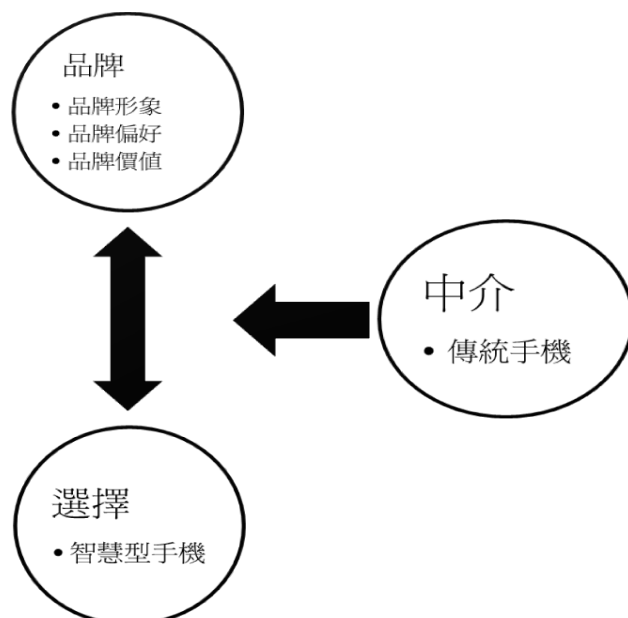 品牌
• 品牌形象
• 品牌偏好
• 品牌價值
中介
• 傳統手機
選擇
• 智慧型手機